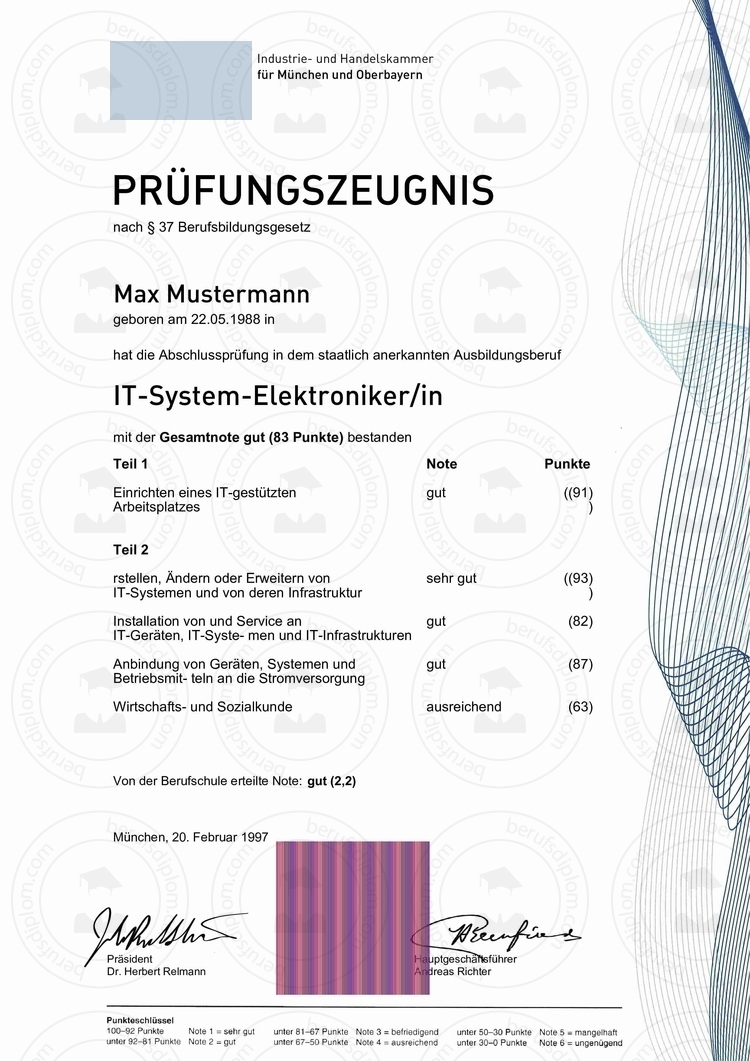 Industrie- und Handelskammer
für München und Oberbayern
PRÜFUNGSZEUGNIS
nach § 37 Berufsbildungsgesetz
Max Mustermann
geboren am 22.05.1988 in
hat die Abschlussprüfung in dem staatlich anerkannten Ausbildungsberuf
IT-System-Elektroniker/in
mit der Gesamtnote gut (83 Punkte) bestanden
Teil 1 Note Punkte
Einrichten eines IT-gestützten gut ((91)
Arbeitsplatzes )
Teil 2
rstellen, Ändern oder Erweitern von sehr gut ((93)
IT-Systemen und von deren Infrastruktur )
Installation von und Service an gut (82)
IT-Geräten, IT-Syste- men und IT-Infrastrukturen
Anbindung von Geräten, Systemen und gut (87)
Betriebsmit- teln an die Stromversorgung
Wirtschafts- und Sozialkunde ausreichend (63)
Von der Berufschule erteilte Note: gut (2,2)
München, 20. Februar 1997
Präsident Hauptgeschäftsführer
Dr. Herbert Relmann Andreas Richter
Punkteschlüssel
100–92 Punkte Note 1 = sehr gut unter 81–67 Punkte Note 3 = befriedigend unter 50–30 Punkte Note 5 = mangelhaft
unter 92–81 Punkte Note 2 = gut unter 67–50 Punkte Note 4 = ausreichend unter 30–0 Punkte Note 6 = ungenügend
berufsdiplom.com